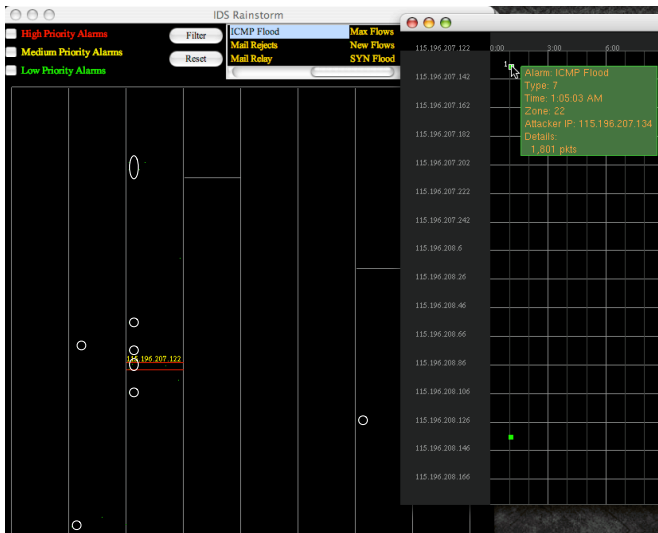 IDS Rainstorm
High Priority Alarms
Medium Priority Alarms
Low Priority Alarms
Filter
Reset
ICMP Flood
Mail Rejects
Mail Relay
Max Flows
New Flows
SYN Flood
115.196.207.122
115.196.207.122
115.196.207.142
115.196.207.162
115.196.207.182
115.196.207.202
115.196.207.222
115.196.207.242
115.196.208.6
115.196.208.26
115.196.208.46
115.196.208.66
115.196.208.86
115.196.208.106
115.196.208.126
115.196.208.146
115.196.208.166
0:00 3:00 6:00
1
Alarm: ICMP Flood
Type: 7
Time: 1:05:03 AM
Zone: 22
Attacker IP: 115.196.207.134
Details:
1,801 pkts